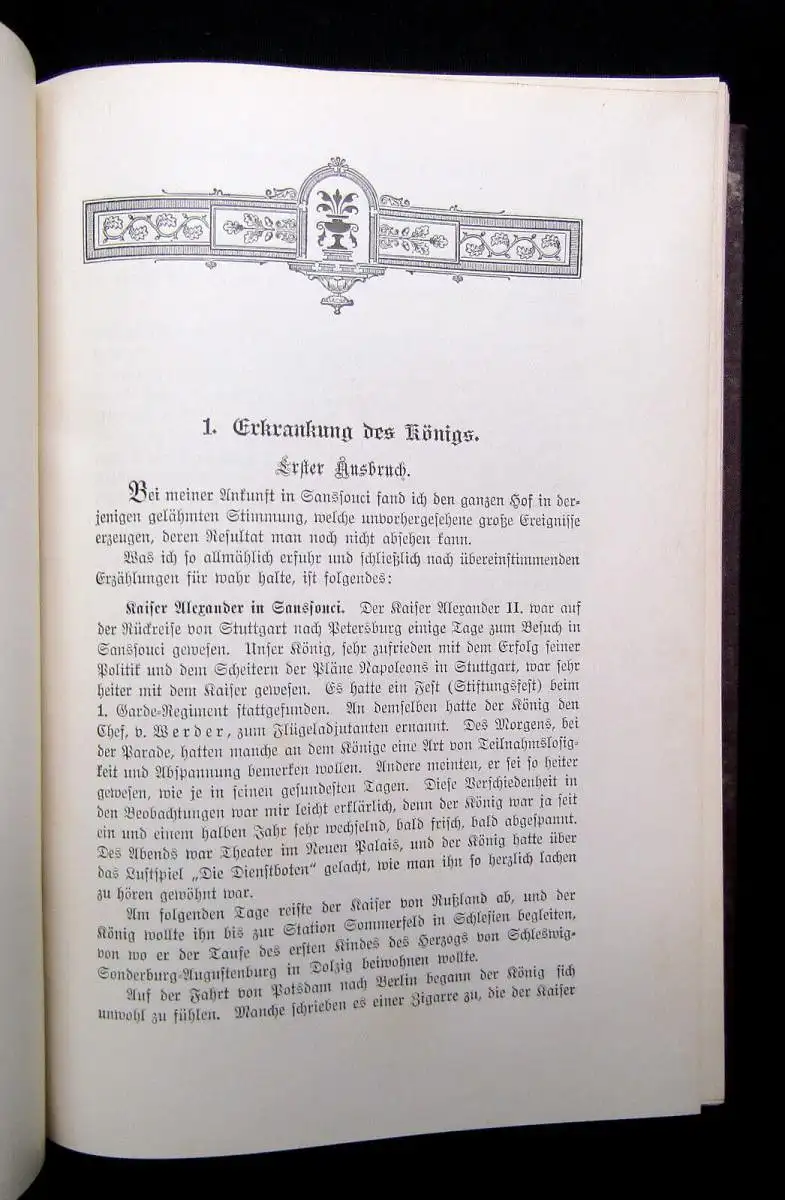 1. Erkrankung des Königs.
Erster Ausbruch.
Bei meiner Ankunft in Sanssouci fand ich den ganzen Hof in der-
jenigen gelähmten Stimmung, welche unvorhergesehene große Ereignisse
erzeugen, deren Resultat man noch nicht absehen kann.
Was ich so allmählich erfuhr und schließlich nach übereinstimmenden
Erzählungen für wahr halte, ist folgendes:
Kaiser Alexander in Sanssouci. Der Kaiser Alexander II. war auf
der Rückreise von Stuttgart nach Petersburg einige Tage zum Besuch in
Sanssouci gewesen. Unser König, sehr zufrieden mit dem Erfolg seiner
Politik und dem Scheitern der Pläne Napoleons in Stuttgart, war sehr
heiter mit dem Kaiser gewesen. Es hatte ein Fest (Stiftungsfest) beim
1. Garde-Regiment stattgefunden. An demselben hatte der König den
Chef, v. Werder, zum Flügeladjutanten ernannt. Des Morgens, bei
der Parade, hatten manche an dem Könige eine Art von Teilnahmslosig-
keit und Abspannung bemerken wollen. Andere meinten, er sei so heiter
gewesen, wie je in seinen gesundesten Tagen. Diese Verschiedenheit in
den Beobachtungen war mir leicht erklärlich, denn der König war ja seit
ein und einem halben Jahr sehr wechselnd, bald frisch, bald abgespannt.
Des Abends war Theater im Neuen Palais, und der König hatte über
das Lustspiel „Die Dienstboten" gelacht, wie man ihn so herzlich lachen
zu hören gewöhnt war.
Am folgenden Tage reiste der Kaiser von Rußland ab, und der
König wollte ihn bis zur Station Sommerfeld in Schlesien begleiten,
von wo er der Taufe des ersten Kindes des Herzogs von Schleswig-
Sonderburg-Augustenburg in Dolzig beiwohnen wollte.
Auf der Fahrt von Potsdam nach Berlin begann der König sich
unwohl zu fühlen. Manche schrieben es einer Zigarre zu, die der Kaiser